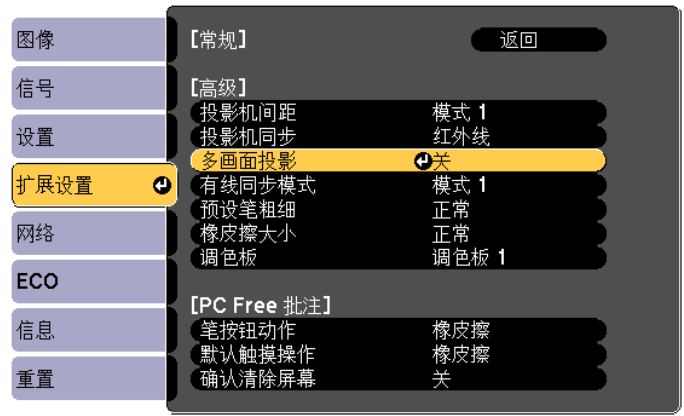 图像
信号
设置
扩展设置
网络
ECO
信息
重置
[常规] 返回
[高级]
投影机间距 模式 1
投影机同步 红外线
多画面投影 关
有线同步模式 模式 1
预设笔粗细 正常
橡皮擦大小 正常
调色板 调色板 1
[PC Free 批注]
笔按钮动作 橡皮擦
默认触摸操作 橡皮擦
确认清除屏幕 关